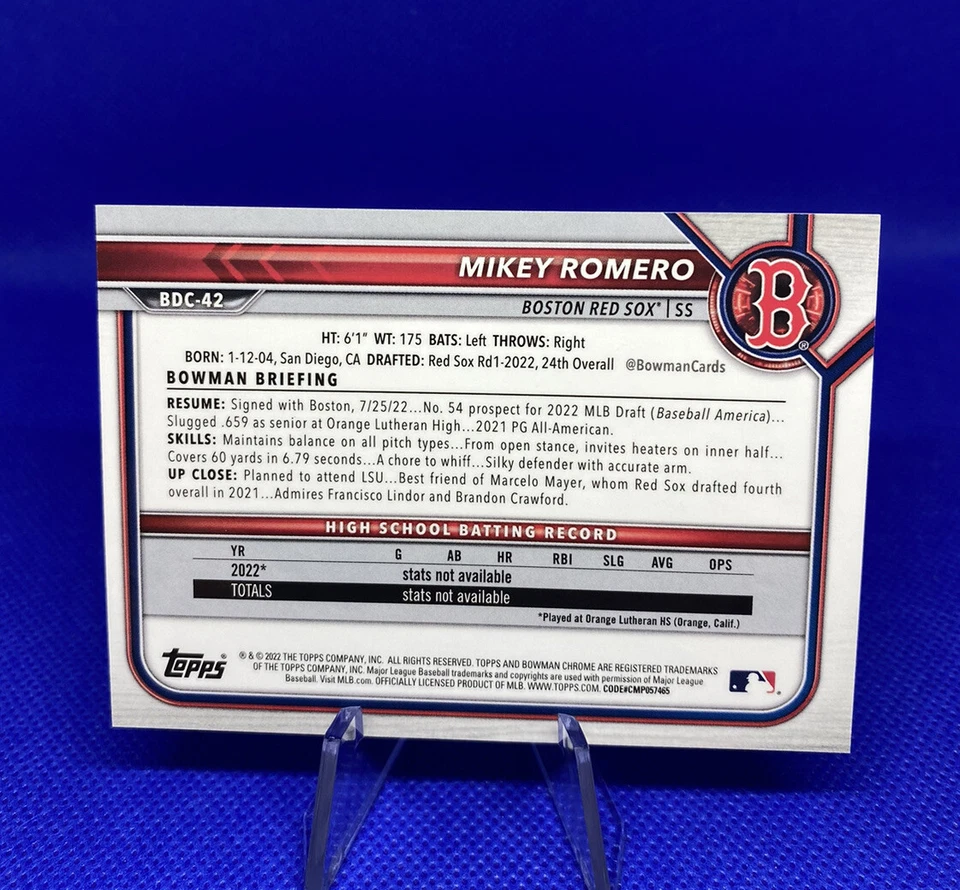 MIKEY ROMERO
BDC-42
BOSTON RED SOX® | SS
B
®
HT: 6'1" WT: 175 BATS: Left THROWS: Right
BORN: 1-12-04, San Diego, CA DRAFTED: Red Sox Rd1-2022, 24th Overall @BowmanCards
BOWMAN BRIEFING
RESUME: Signed with Boston, 7/25/22...No. 54 prospect for 2022 MLB Draft (Baseball America)...
Slugged .659 as senior at Orange Lutheran High...2021 PG All-American.
SKILLS: Maintains balance on all pitch types...From open stance, invites heaters on inner half...
Covers 60 yards in 6.79 seconds...A chore to whiff...Silky defender with accurate arm.
UP CLOSE: Planned to attend LSU...Best friend of Marcelo Mayer, whom Red Sox drafted fourth
overall in 2021...Admires Francisco Lindor and Brandon Crawford.
HIGH SCHOOL BATTING RECORD
YR G AB HR RBI SLG AVG OPS
2022* stats not available
TOTALS stats not available
*Played at Orange Lutheran HS (Orange, Calif.)
topps®
® & © 2022 THE TOPPS COMPANY, INC. ALL RIGHTS RESERVED. TOPPS AND BOWMAN CHROME ARE REGISTERED TRADEMARKS
OF THE TOPPS COMPANY, INC. Major League Baseball trademarks and copyrights are used with permission of Major League
Baseball. Visit MLB.com. OFFICIALLY LICENSED PRODUCT OF MLB. WWW.TOPPS.COM. CODE#CMP057465